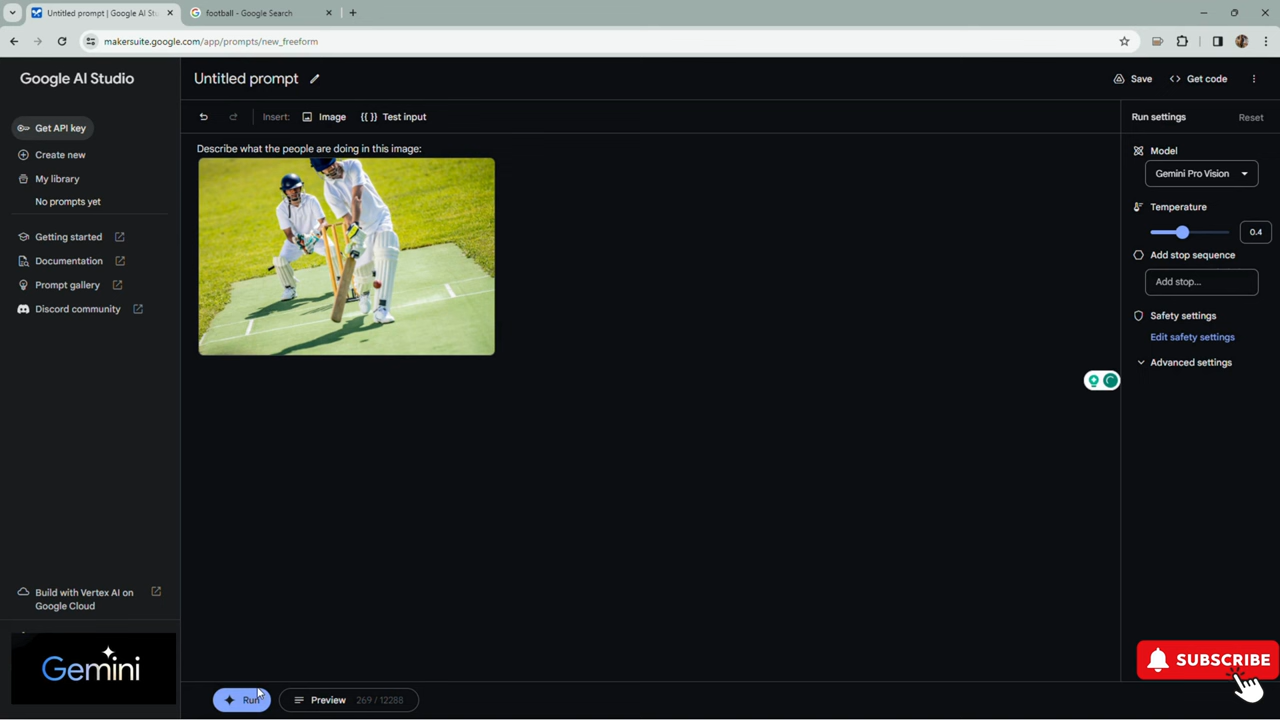 Untitled prompt | Google AI Stu
football - Google Search
makersuite.google.com/app/prompts/new_freeform
Google AI Studio
Untitled prompt
Save
Get code
Get API key
Insert:
Image
{{ }} Test input
Run settings
Reset
Create new
Describe what the people are doing in this image:
Model
My library
Gemini Pro Vision
No prompts yet
Temperature
0.4
Getting started
Documentation
Add stop sequence
Prompt gallery
Add stop...
Discord community
Safety settings
Edit safety settings
Advanced settings
Build with Vertex AI on
Google Cloud
Gemini
SUBSCRIBE
Run
Preview
269 / 12288